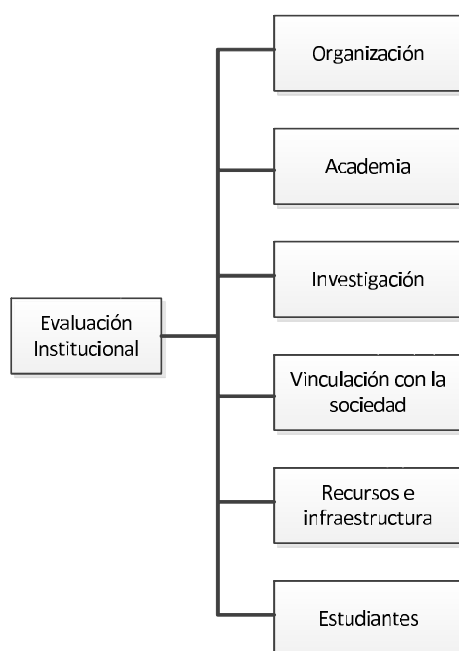 Organización
Academia
Investigación
Evaluación
Institucional
Vinculación con la
sociedad
Recursos e
infraestructura
Estudiantes